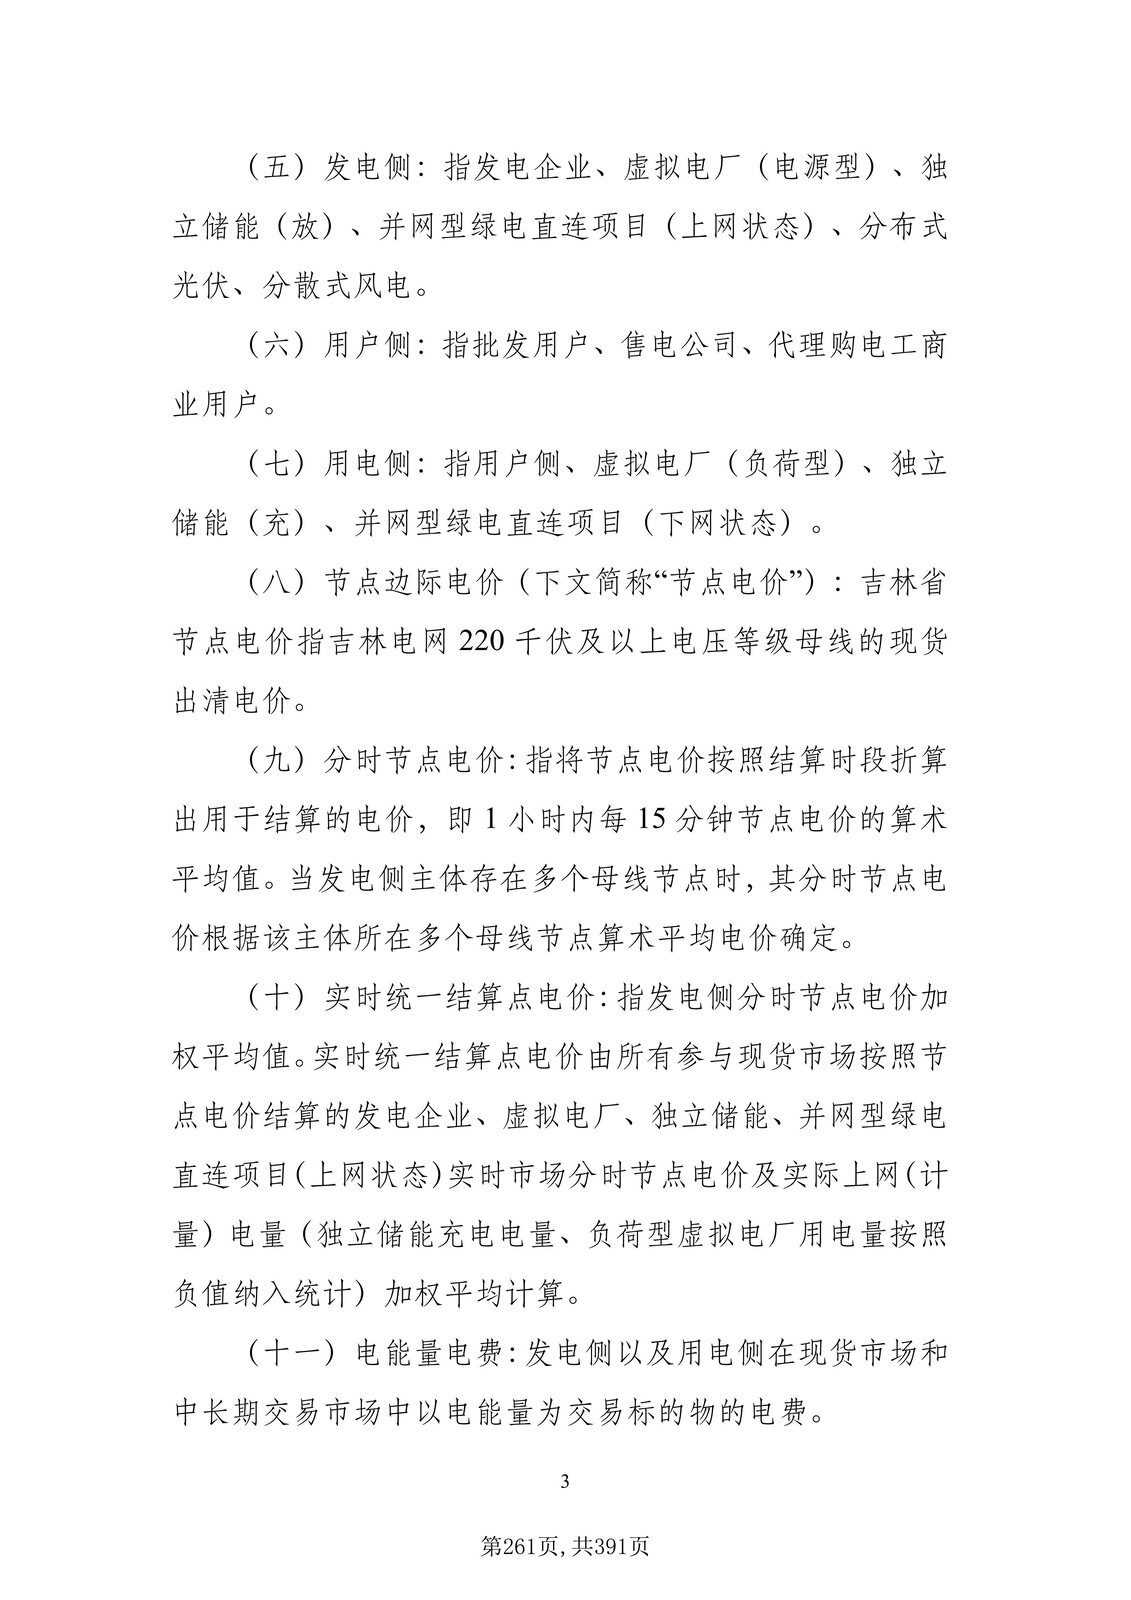 （五）发电侧：指发电企业、虚拟电厂（电源型）、独
立储能（放）、并网型绿电直连项目（上网状态）、分布式
光伏、分散式风电。
（六）用户侧：指批发用户、售电公司、代理购电工商
业用户。
（七）用电侧：指用户侧、虚拟电厂（负荷型）、独立
储能（充）、并网型绿电直连项目（下网状态）。
（八）节点边际电价（下文简称“节点电价”）：吉林省
节点电价指吉林电网 220 千伏及以上电压等级母线的现货
出清电价。
（九）分时节点电价：指将节点电价按照结算时段折算
出用于结算的电价，即 1 小时内每 15 分钟节点电价的算术
平均值。当发电侧主体存在多个母线节点时，其分时节点电
价根据该主体所在多个母线节点算术平均电价确定。
（十）实时统一结算点电价：指发电侧分时节点电价加
权平均值。实时统一结算点电价由所有参与现货市场按照节
点电价结算的发电企业、虚拟电厂、独立储能、并网型绿电
直连项目（上网状态）实时市场分时节点电价及实际上网（计
量）电量（独立储能充电电量、负荷型虚拟电厂用电量按照
负值纳入统计）加权平均计算。
（十一）电能量电费：发电侧以及用电侧在现货市场和
中长期交易市场中以电能量为交易标的物的电费。
3
第261页，共391页